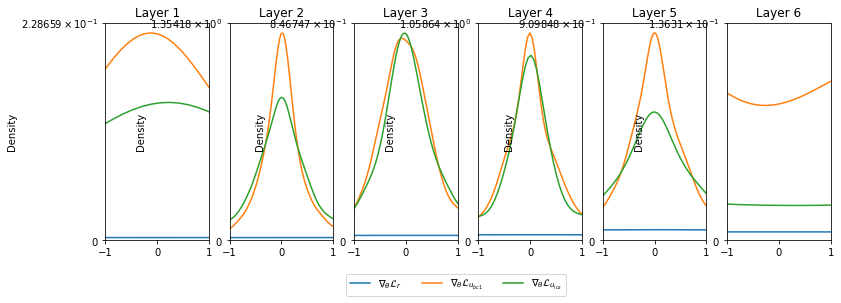 Layer 1 Layer 2 Layer 3 Layer 4 Layer 5 Layer 6
2.28659 × 10⁻¹ 1.35418 × 10⁰ 8.46747 × 10⁻¹ 1.05864 × 10⁰ 9.09848 × 10⁻¹ 1.3631 × 10⁻¹
Density Density Density Density Density Density
0 0 0 0 0 0
−1 0 1 −1 0 1 −1 0 1 −1 0 1 −1 0 1 −1 0 1
∇θℒr ∇θℒu_bc1 ∇θℒu_ics